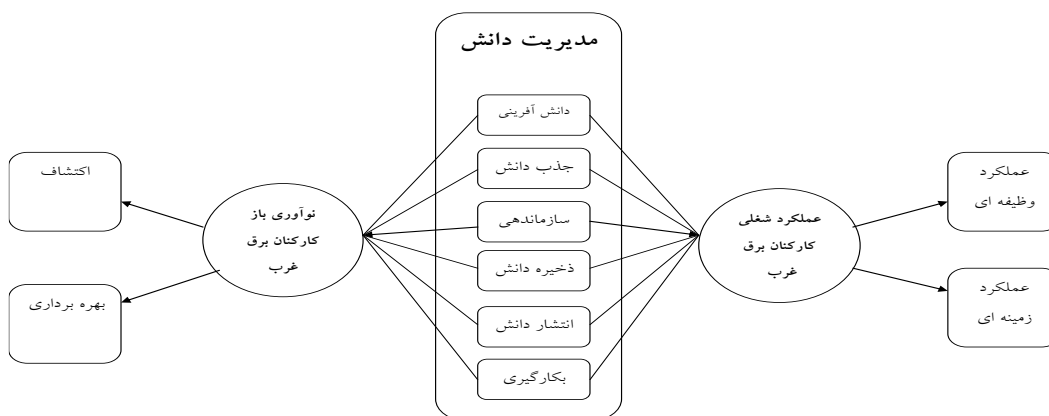 مدیریت دانش
دانش آفرینی
جذب دانش
سازماندهی
ذخیره دانش
انتشار دانش
بکارگیری
عملکرد
وظیفه ای
عملکرد شغلی
کارکنان برق
غرب
عملکرد
زمینه ای
نوآوری باز
کارکنان برق
غرب
اکتشاف
بهره برداری